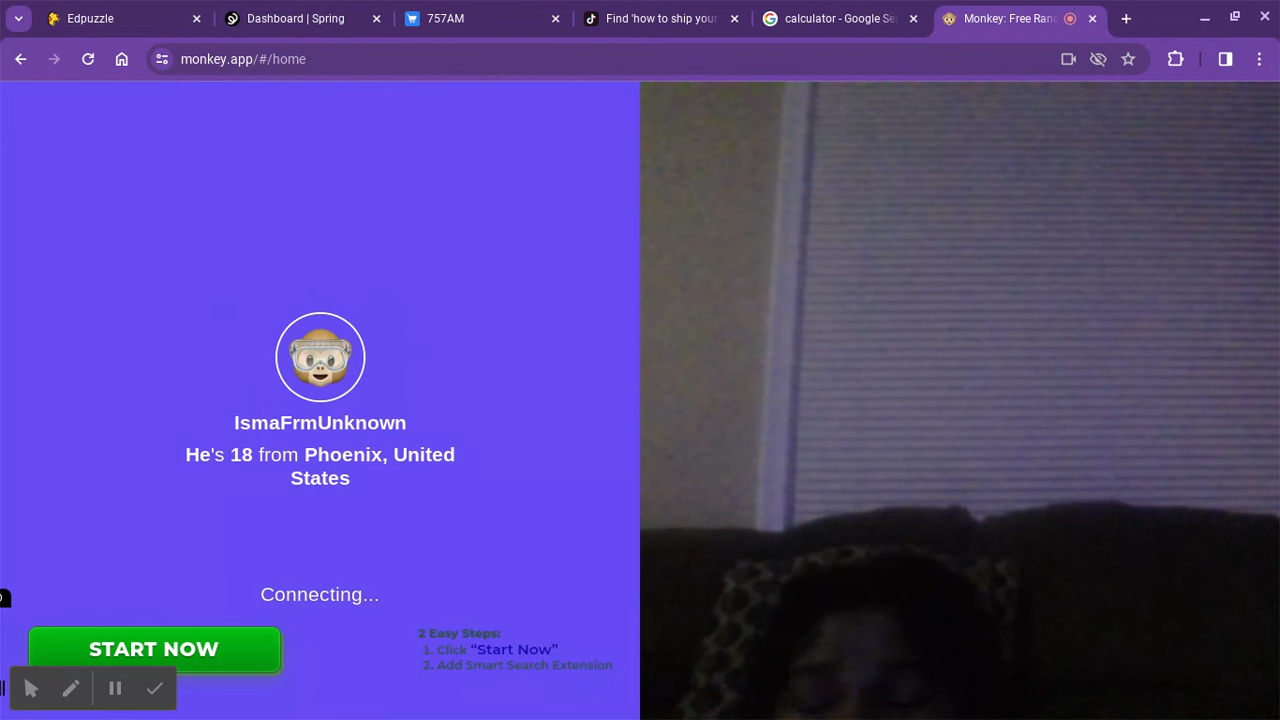 Edpuzzle
Dashboard | Spring
757AM
Find 'how to ship your
calculator - Google Se
Monkey: Free Ran
monkey.app/#/home
IsmaFrmUnknown
He's 18 from Phoenix, United
States
Connecting...
START NOW
2 Easy Steps:
1. Click “Start Now”
2. Add Smart Search Extension